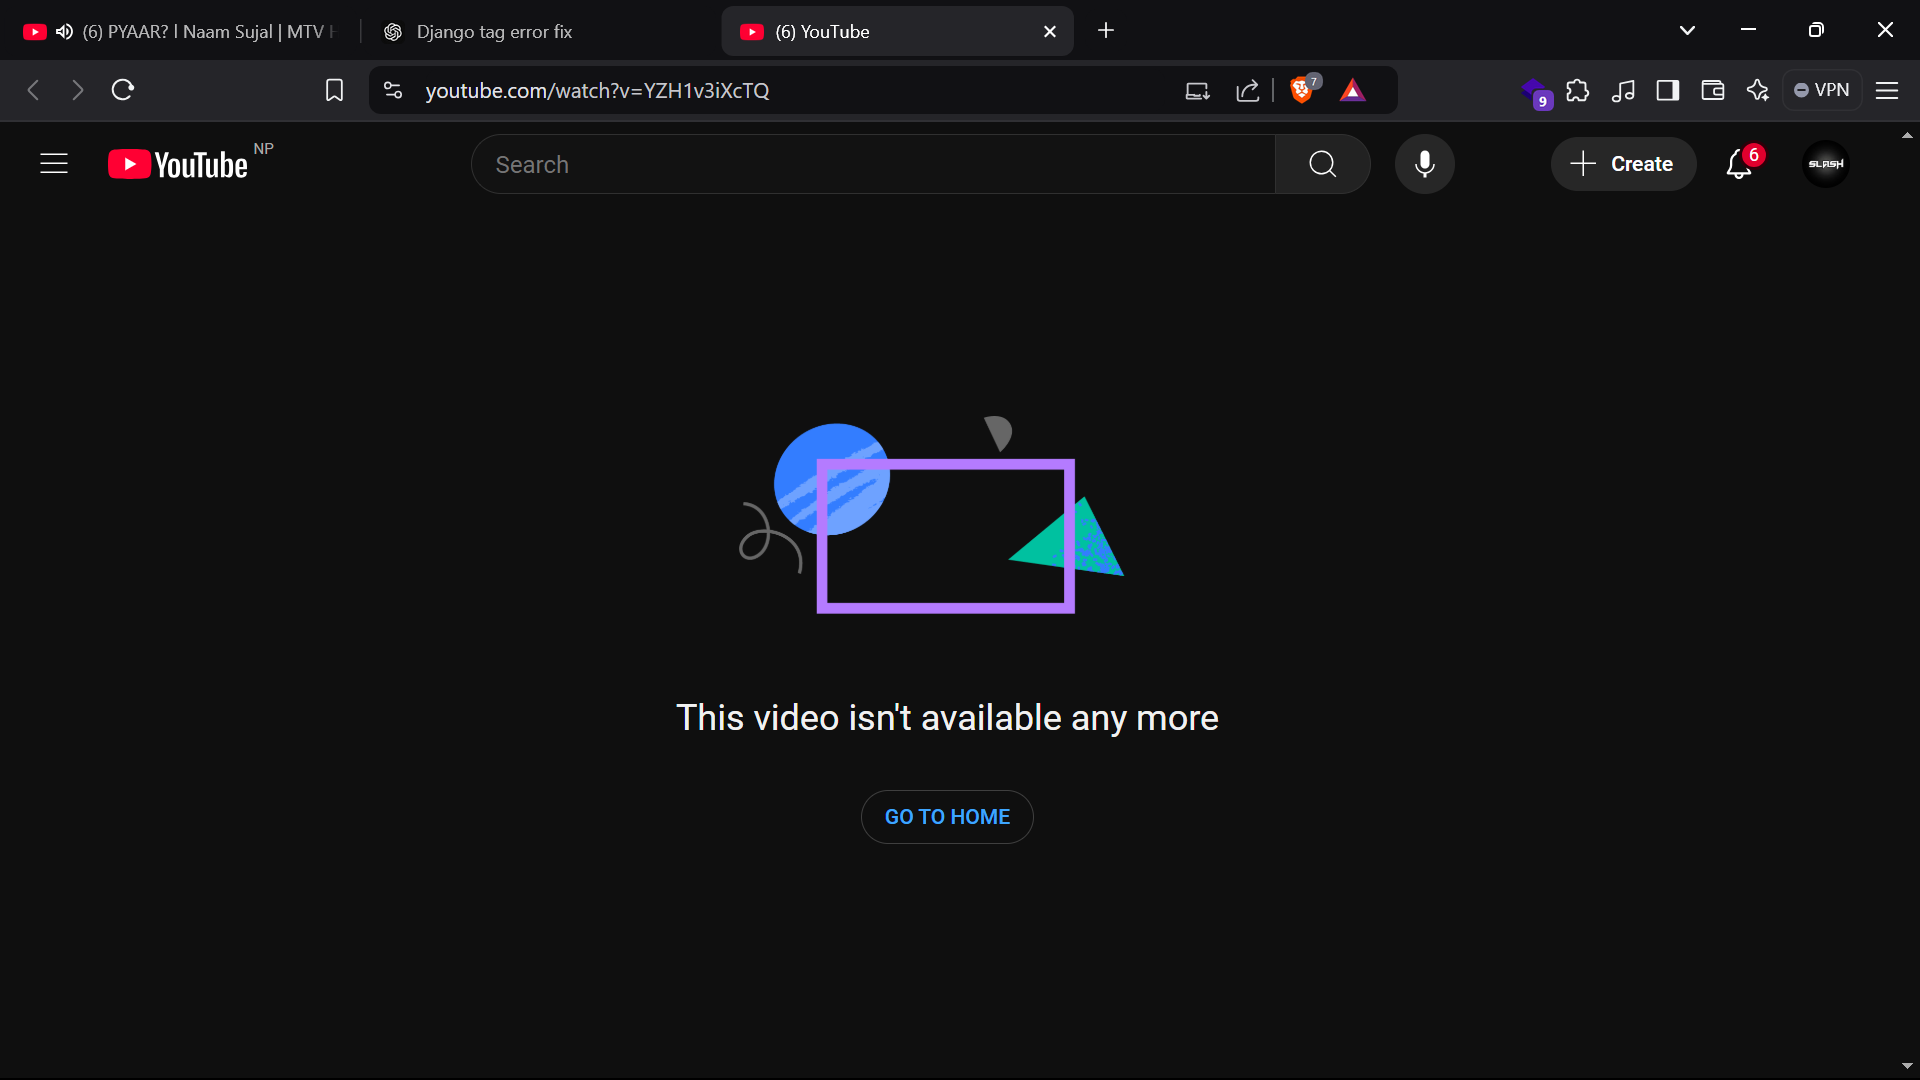 (6) PYAAR? I Naam Sujal | MTV
Django tag error fix
(6) YouTube
youtube.com/watch?v=YZH1v3iXcTQ
7
9
VPN
YouTube NP
Search
Create
6
SLASH
This video isn't available any more
GO TO HOME